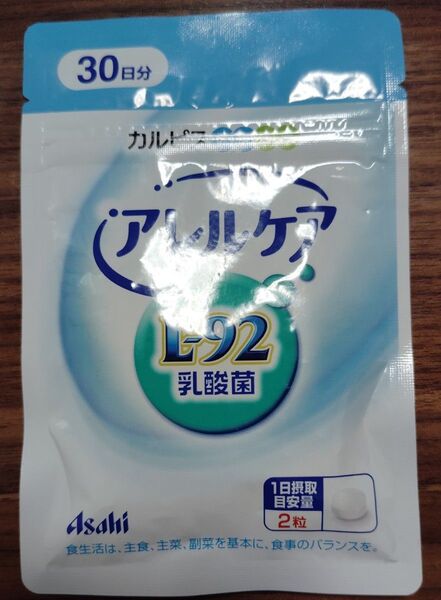 30日分
カルピス
アレルケア
L-92
乳酸菌
1日摂取
目安量
2粒
Asahi
食生活は、主食、主菜、副菜を基本に、食事のバランスを。